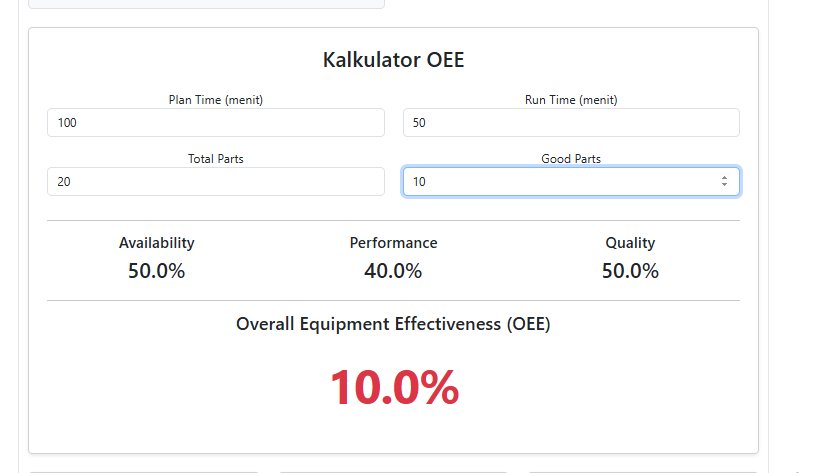 Kalkulator OEE
Plan Time (menit) Run Time (menit)
100 50
Total Parts Good Parts
20 10
Availability Performance Quality
50.0% 40.0% 50.0%
Overall Equipment Effectiveness (OEE)
10.0%